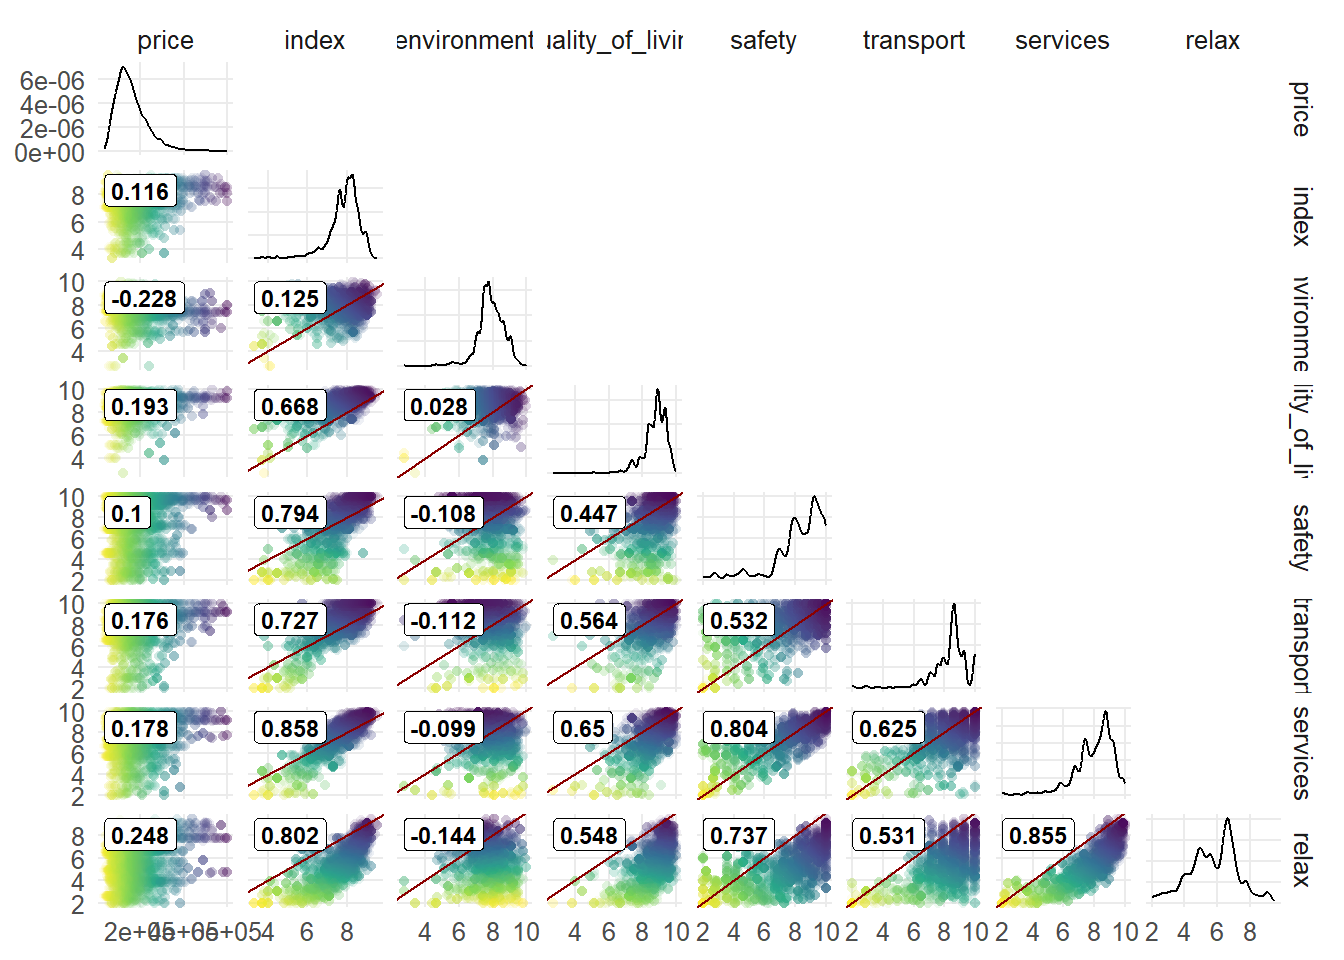 price index environment uality_of_livin safety transport services relax
6e-06
4e-06
2e-06
0e+00
price
8
6
4
0.116
index
10
8
6
4
-0.228 0.125
vironme
10
8
6
4
0.193 0.668 0.028
lity_of_li
10
8
6
4
2
0.1 0.794 -0.108 0.447
safety
10
8
6
4
2
0.176 0.727 -0.112 0.564 0.532
transport
10
8
6
4
2
0.178 0.858 -0.099 0.65 0.804 0.625
services
8
6
4
2
0.248 0.802 -0.144 0.548 0.737 0.531 0.855
relax
2e+05 4e+05 6e+05 4 6 8 4 6 8 10 4 6 8 10 2 4 6 8 10 2 4 6 8 10 2 4 6 8 10 2 4 6 8